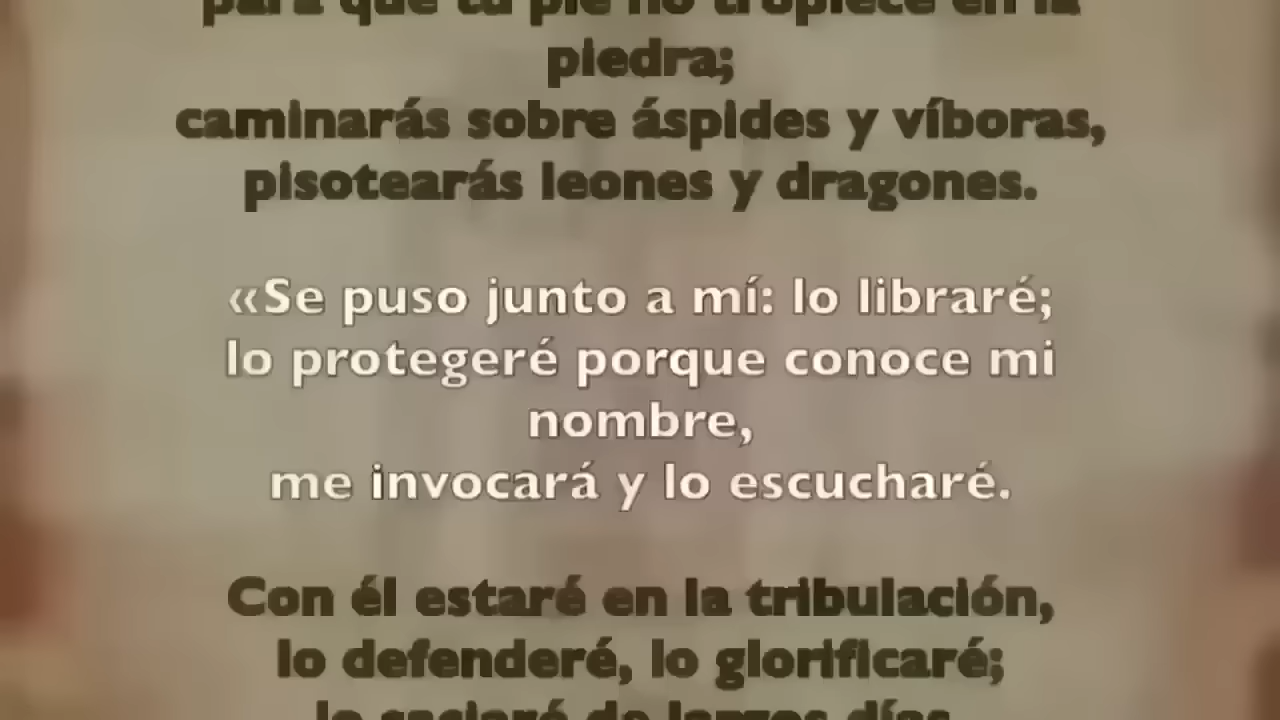 para que tu pie no tropiece en la
piedra;
caminarás sobre áspides y víboras,
pisotearás leones y dragones.
«Se puso junto a mí: lo libraré;
lo protegeré porque conoce mi
nombre,
me invocará y lo escucharé.
Con él estaré en la tribulación,
lo defenderé, lo glorificaré;
lo saciaré de largos días